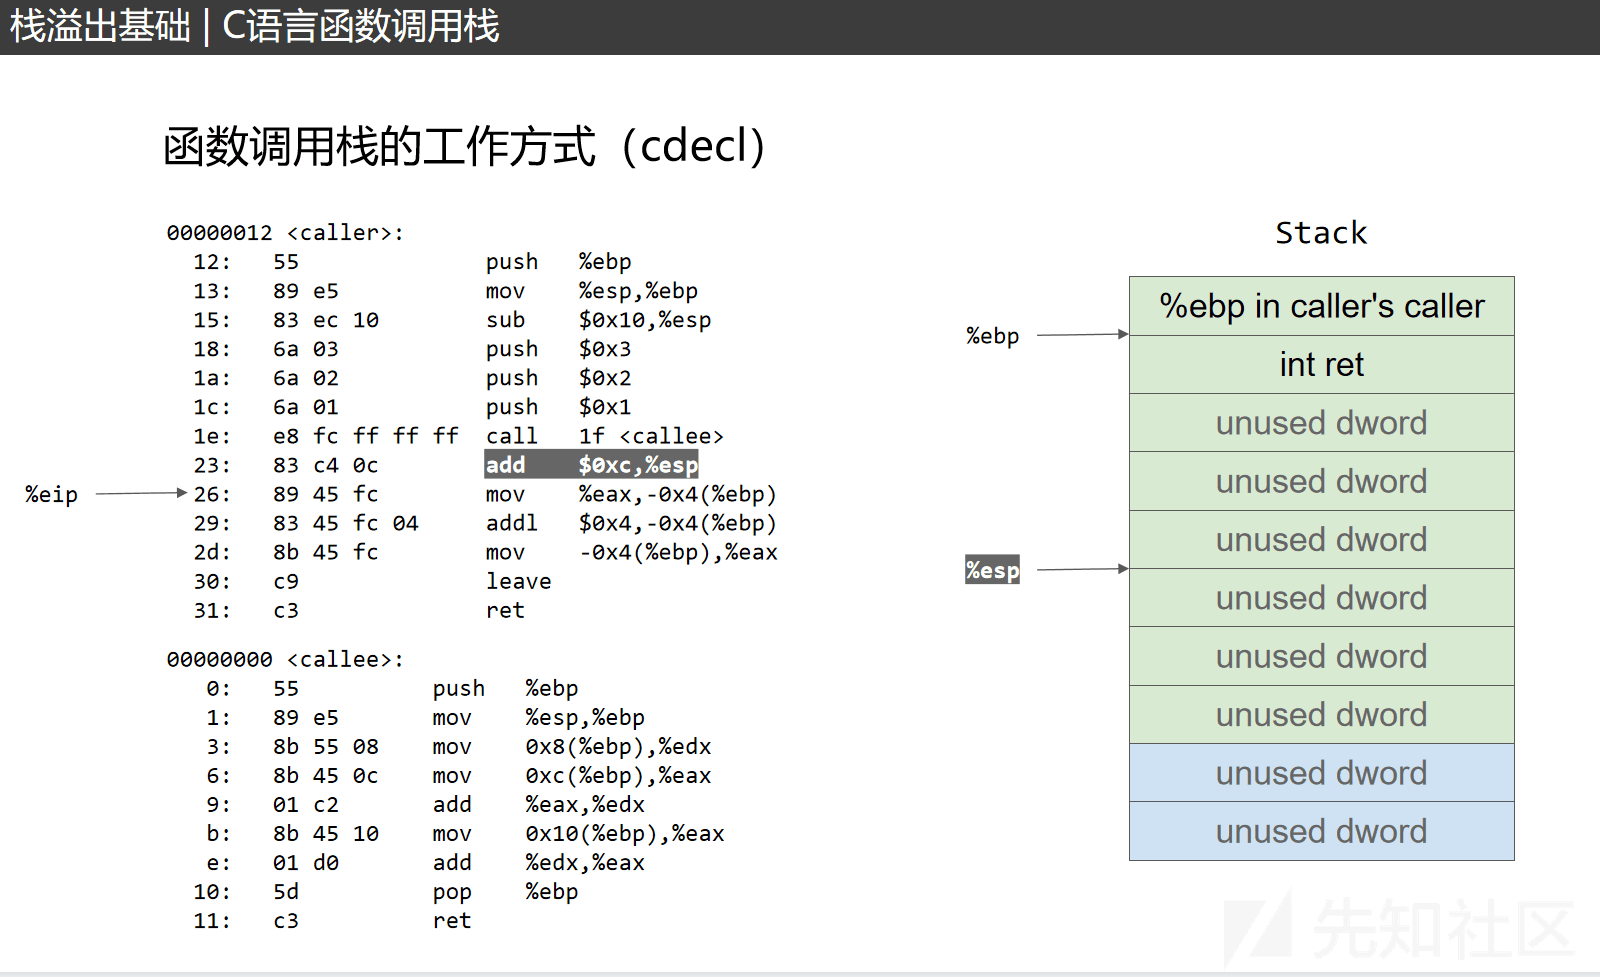 栈溢出基础 | C语言函数调用栈
函数调用栈的工作方式（cdecl）
00000012 <caller>:
12: 55 push %ebp
13: 89 e5 mov %esp,%ebp
15: 83 ec 10 sub $0x10,%esp
18: 6a 03 push $0x3
1a: 6a 02 push $0x2
1c: 6a 01 push $0x1
1e: e8 fc ff ff ff call 1f <callee>
23: 83 c4 0c add $0xc,%esp
%eip
26: 89 45 fc mov %eax,-0x4(%ebp)
29: 83 45 fc 04 addl $0x4,-0x4(%ebp)
2d: 8b 45 fc mov -0x4(%ebp),%eax
30: c9 leave
31: c3 ret
00000000 <callee>:
0: 55 push %ebp
1: 89 e5 mov %esp,%ebp
3: 8b 55 08 mov 0x8(%ebp),%edx
6: 8b 45 0c mov 0xc(%ebp),%eax
9: 01 c2 add %eax,%edx
b: 8b 45 10 mov 0x10(%ebp),%eax
e: 01 d0 add %edx,%eax
10: 5d pop %ebp
11: c3 ret
Stack
%ebp in caller's caller
%ebp
int ret
unused dword
unused dword
unused dword
%esp
unused dword
unused dword
unused dword
unused dword
unused dword
先知社区